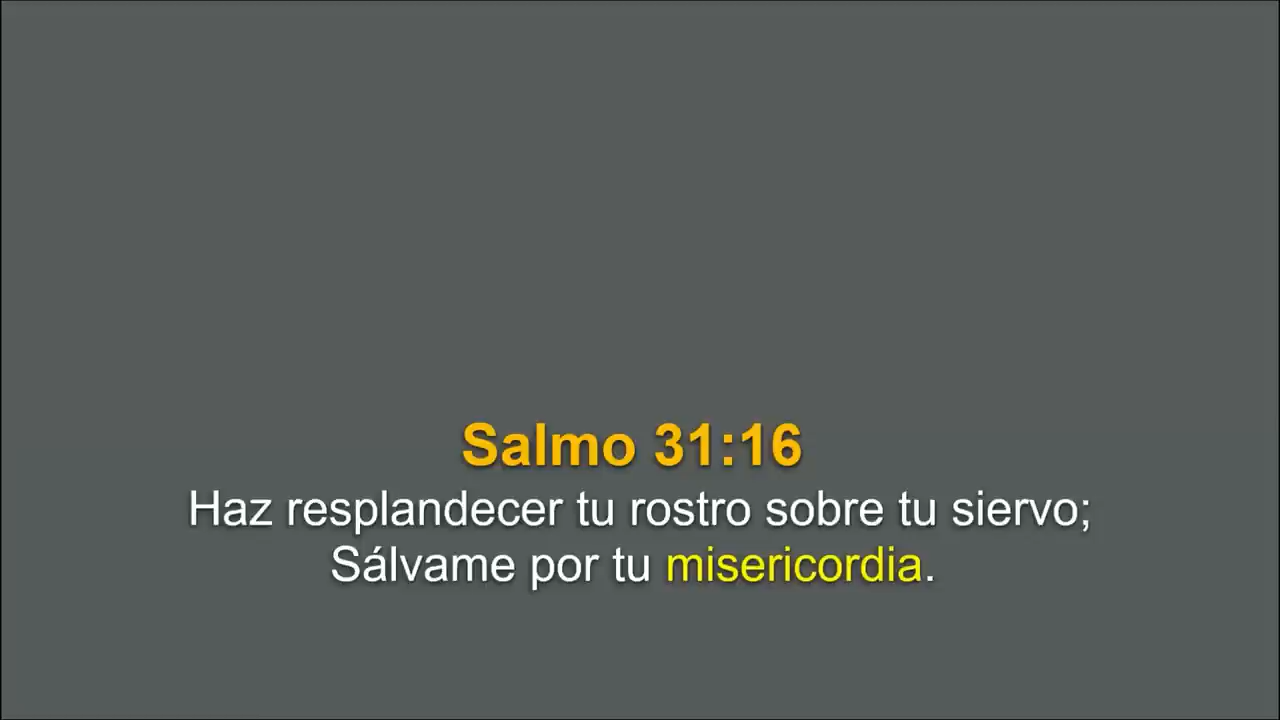 Salmo 31:16
Haz resplandecer tu rostro sobre tu siervo;
Sálvame por tu misericordia.